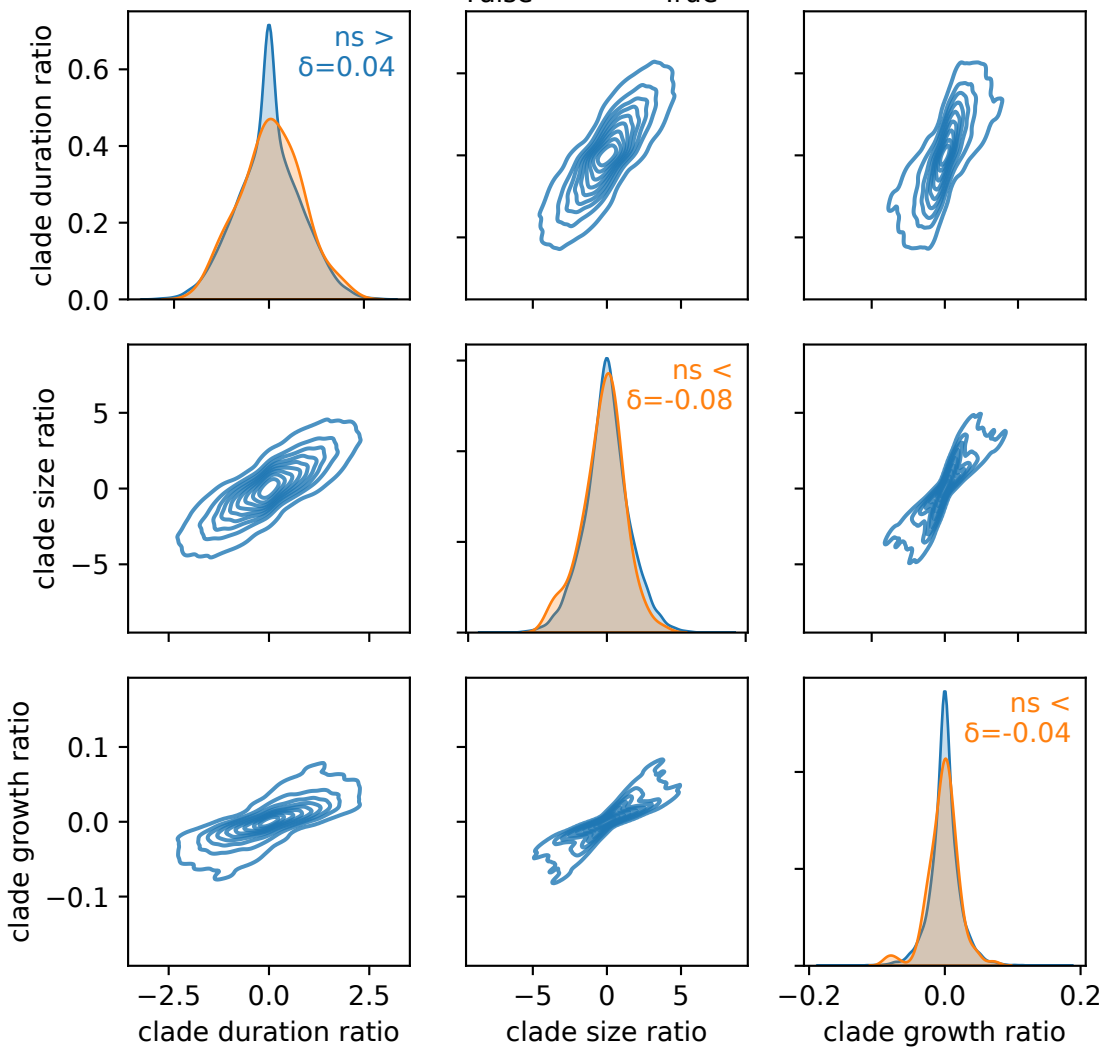 ns >
δ=0.04
clade duration ratio
0.6
0.4
0.2
0.0
ns <
δ=-0.08
clade size ratio
5
0
−5
ns <
δ=-0.04
clade growth ratio
0.1
0.0
−0.1
−2.5 0.0 2.5
−5 0 5
−0.2 0.0 0.2
clade duration ratio
clade size ratio
clade growth ratio